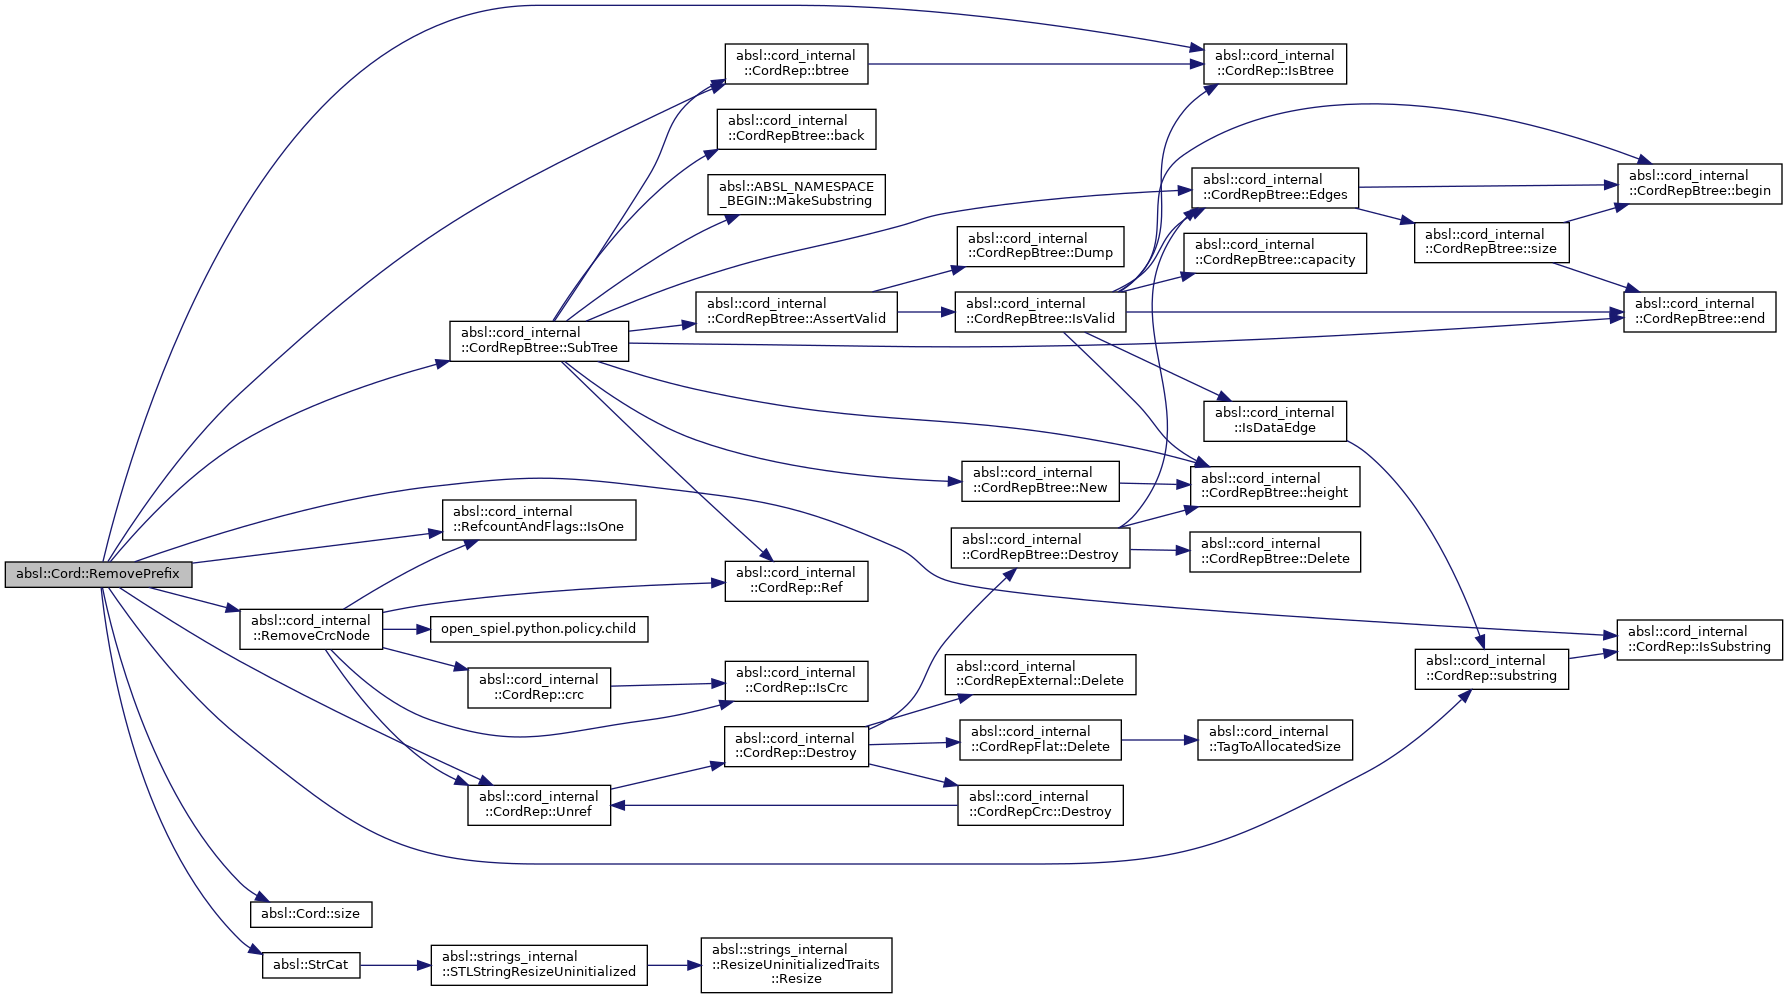 absl::Cord::RemovePrefix
absl::cord_internal
::CordRep::IsBtree
absl::cord_internal
::CordRep::btree
absl::cord_internal
::CordRepBtree::back
absl::ABSL_NAMESPACE
_BEGIN::MakeSubstring
absl::cord_internal
::CordRepBtree::Edges
absl::cord_internal
::CordRepBtree::begin
absl::cord_internal
::CordRepBtree::size
absl::cord_internal
::CordRepBtree::Dump
absl::cord_internal
::CordRepBtree::capacity
absl::cord_internal
::CordRepBtree::AssertValid
absl::cord_internal
::CordRepBtree::IsValid
absl::cord_internal
::CordRepBtree::end
absl::cord_internal
::CordRepBtree::SubTree
absl::cord_internal
::IsDataEdge
absl::cord_internal
::CordRepBtree::New
absl::cord_internal
::CordRepBtree::height
absl::cord_internal
::RefcountAndFlags::IsOne
absl::cord_internal
::CordRepBtree::Destroy
absl::cord_internal
::CordRepBtree::Delete
absl::cord_internal
::CordRep::Ref
absl::cord_internal
::RemoveCrcNode
open_spiel.python.policy.child
absl::cord_internal
::CordRep::IsSubstring
absl::cord_internal
::CordRep::substring
absl::cord_internal
::CordRep::crc
absl::cord_internal
::CordRep::IsCrc
absl::cord_internal
::CordRepExternal::Delete
absl::cord_internal
::CordRep::Destroy
absl::cord_internal
::CordRepFlat::Delete
absl::cord_internal
::TagToAllocatedSize
absl::cord_internal
::CordRep::Unref
absl::cord_internal
::CordRepCrc::Destroy
absl::Cord::size
absl::StrCat
absl::strings_internal
::STLStringResizeUninitialized
absl::strings_internal
::ResizeUninitializedTraits
::Resize